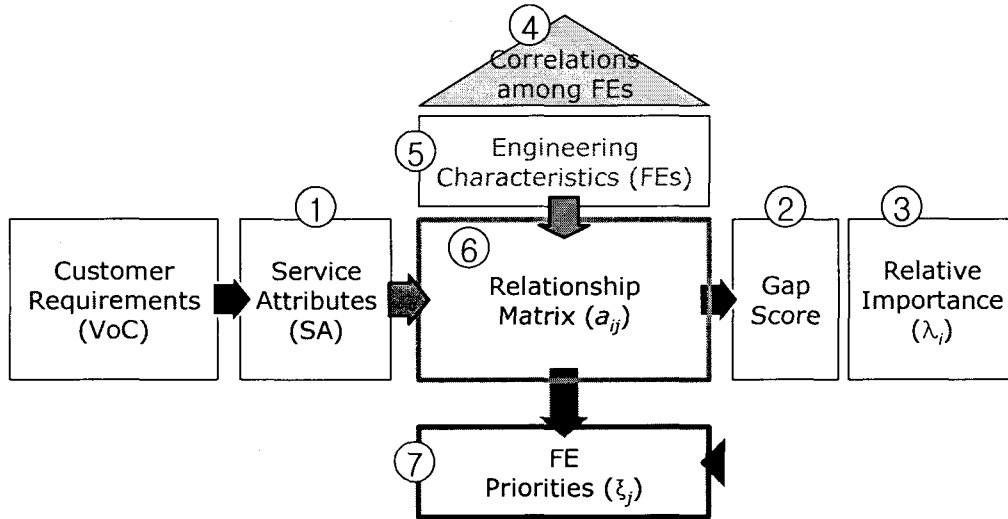 ④
Correlations
among FEs
⑤
Engineering
Characteristics (FEs)
①
②
③
⑥
Customer
Requirements
(VoC)
Service
Attributes
(SA)
Relationship
Matrix (aij)
Gap
Score
Relative
Importance
(λi)
⑦
FE
Priorities (ξj)